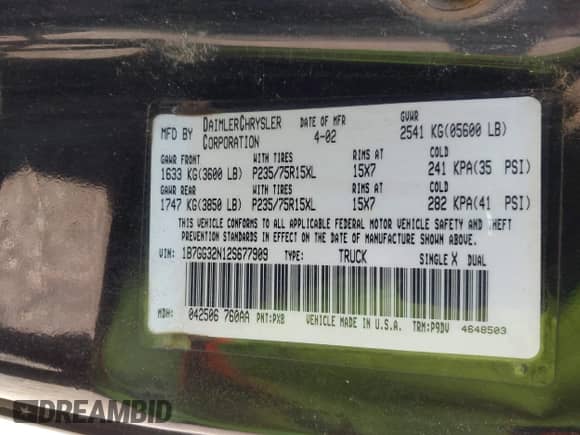 MFD BY DAIMLERCHRYSLER CORPORATION DATE OF MFR 4-02 GVWR 2541 KG(05600 LB)
GAWR FRONT WITH TIRES RIMS AT COLD
1633 KG(3600 LB) P235/75R15XL 15X7 241 KPA(35 PSI)
GAWR REAR WITH TIRES RIMS AT COLD
1747 KG(3850 LB) P235/75R15XL 15X7 282 KPA(41 PSI)
THIS VEHICLE CONFORMS TO ALL APPLICABLE FEDERAL MOTOR VEHICLE SAFETY AND THEFT
PREVENTION STANDARDS IN EFFECT ON THE DATE OF MANUFACTURE SHOWN ABOVE.
VIN: 1B7GG32N12S677909 TYPE: TRUCK SINGLE X DUAL
MDH: 042506 760AA PNT:PXB VEHICLE MADE IN U.S.A. TRM:P9DV 4648503
DREAMBID